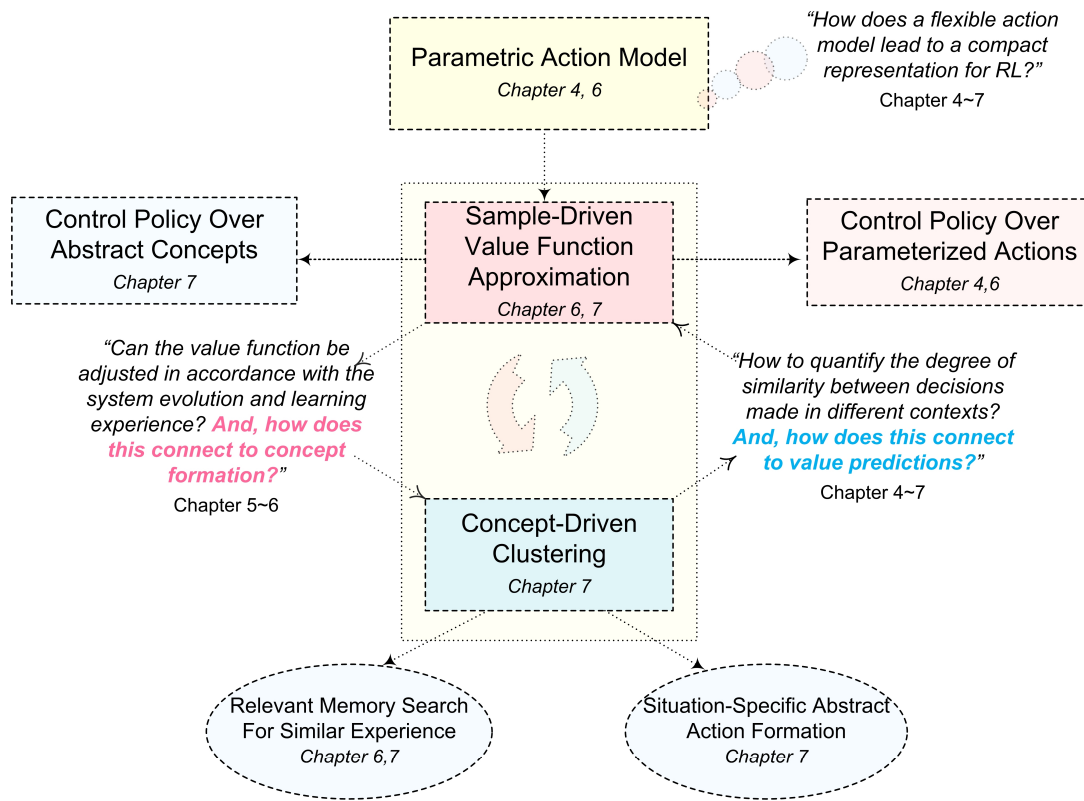 Parametric Action Model
Chapter 4, 6
“How does a flexible action
model lead to a compact
representation for RL?”
Chapter 4~7
Control Policy Over
Abstract Concepts
Chapter 7
Sample-Driven
Value Function
Approximation
Chapter 6, 7
Control Policy Over
Parameterized Actions
Chapter 4,6
“Can the value function be
adjusted in accordance with the
system evolution and learning
experience? And, how does
this connect to concept
formation?”
Chapter 5~6
“How to quantify the degree of
similarity between decisions
made in different contexts?
And, how does this connect
to value predictions?”
Chapter 4~7
Concept-Driven
Clustering
Chapter 7
Relevant Memory Search
For Similar Experience
Chapter 6,7
Situation-Specific Abstract
Action Formation
Chapter 7